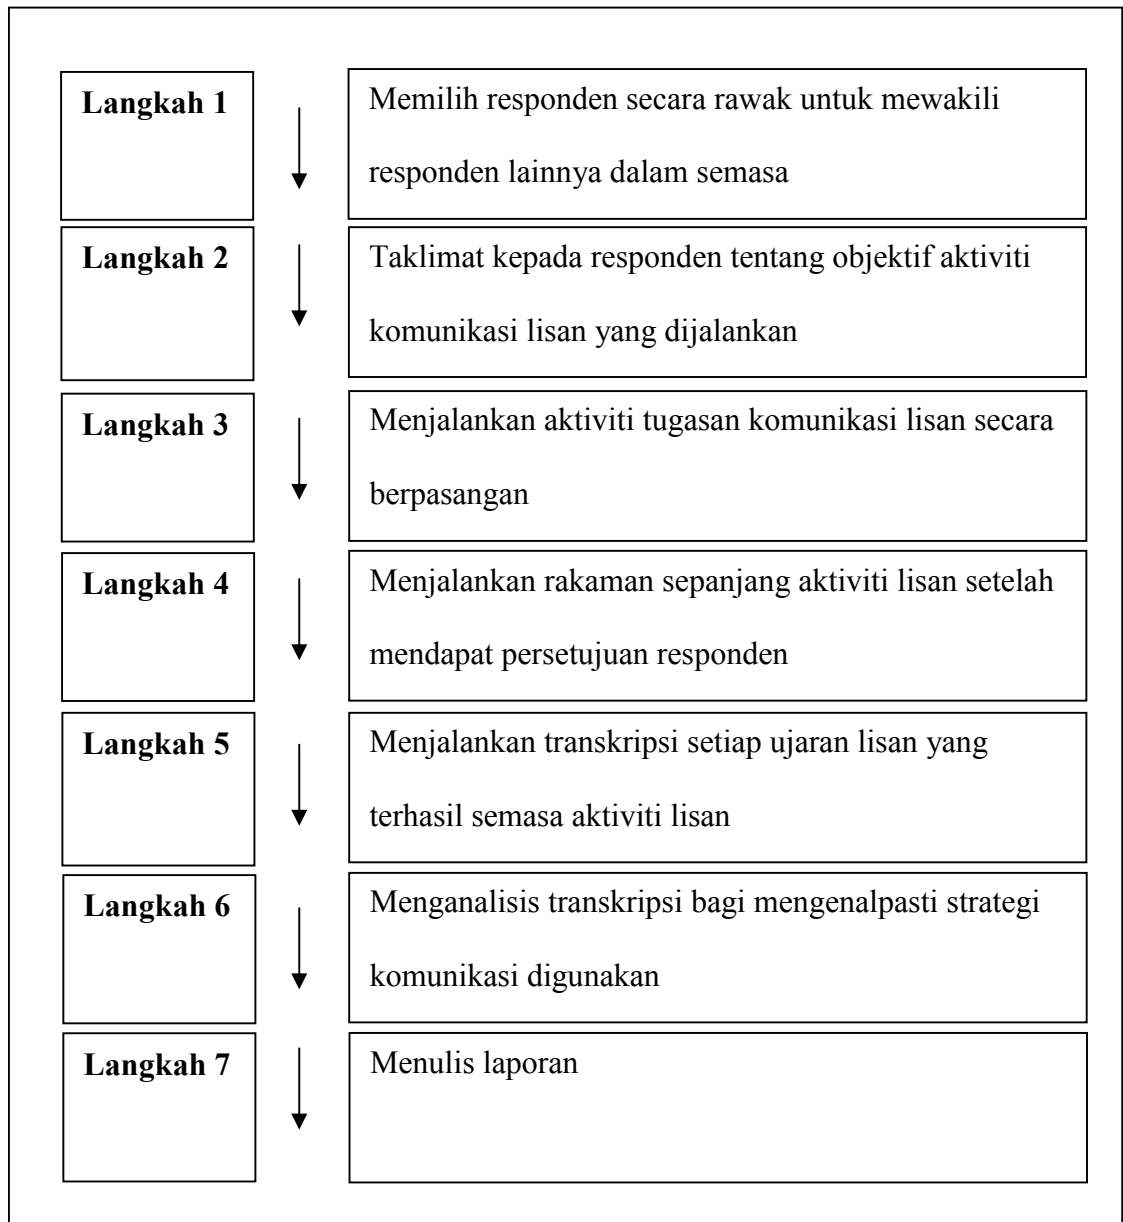 Langkah 1
Memilih responden secara rawak untuk mewakili
responden lainnya dalam semasa
Langkah 2
Taklimat kepada responden tentang objektif aktiviti
komunikasi lisan yang dijalankan
Langkah 3
Menjalankan aktiviti tugasan komunikasi lisan secara
berpasangan
Langkah 4
Menjalankan rakaman sepanjang aktiviti lisan setelah
mendapat persetujuan responden
Langkah 5
Menjalankan transkripsi setiap ujaran lisan yang
terhasil semasa aktiviti lisan
Langkah 6
Menganalisis transkripsi bagi mengenalpasti strategi
komunikasi digunakan
Langkah 7
Menulis laporan